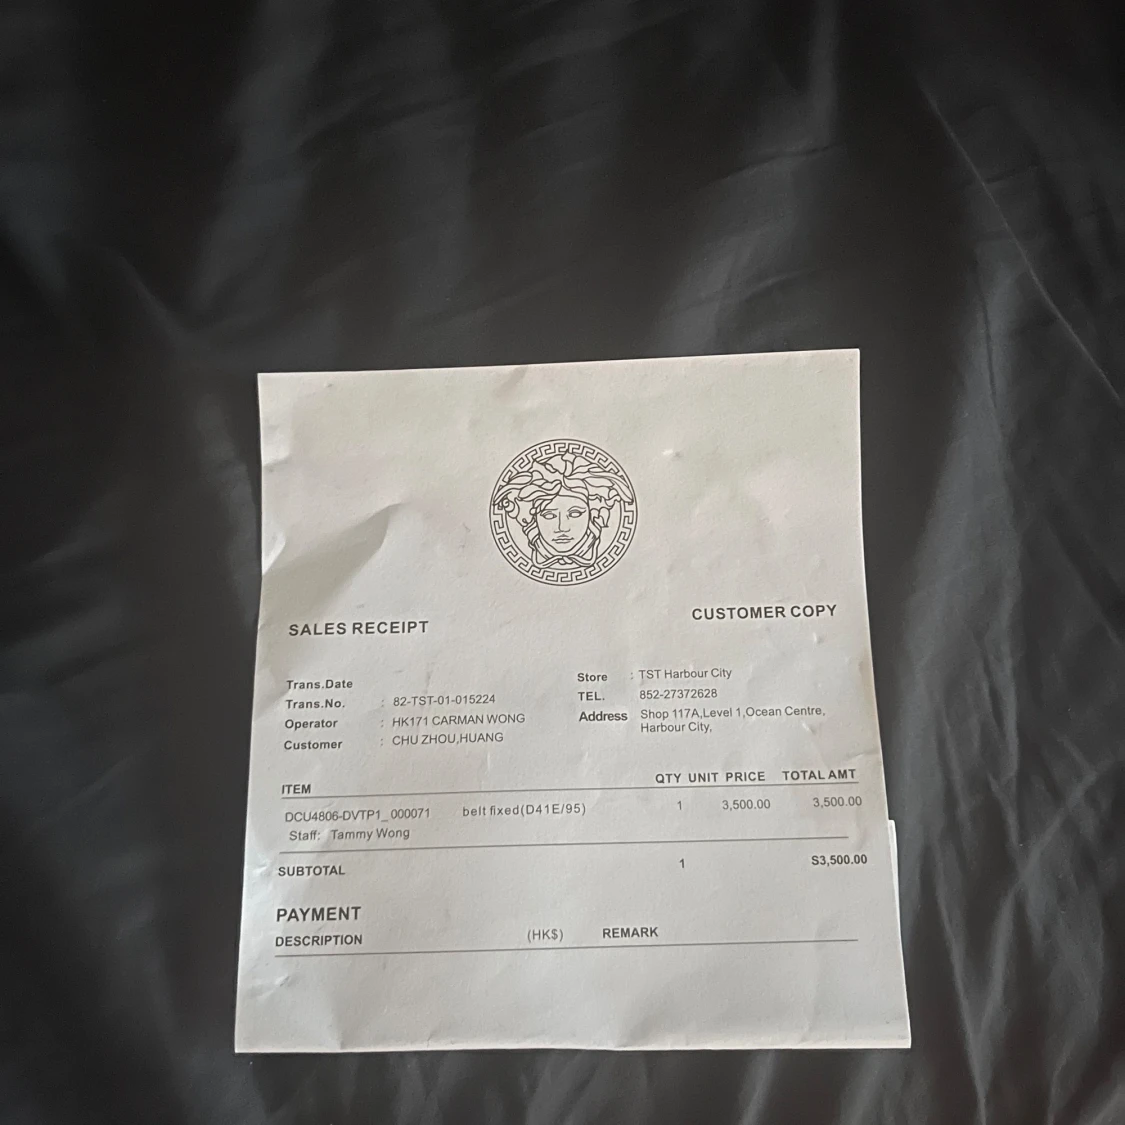 SALES RECEIPT
CUSTOMER COPY
Trans.Date
Trans.No. : 82-TST-01-015224
Operator : HK171 CARMAN WONG
Customer : CHU ZHOU,HUANG
Store : TST Harbour City
TEL. 852-27372628
Address Shop 117A,Level 1,Ocean Centre,
Harbour City,
ITEM QTY UNIT PRICE TOTAL AMT
DCU4806-DVTP1_000071 belt fixed(D41E/95) 1 3,500.00 3,500.00
Staff: Tammy Wong
SUBTOTAL 1 S3,500.00
PAYMENT
DESCRIPTION (HK$) REMARK